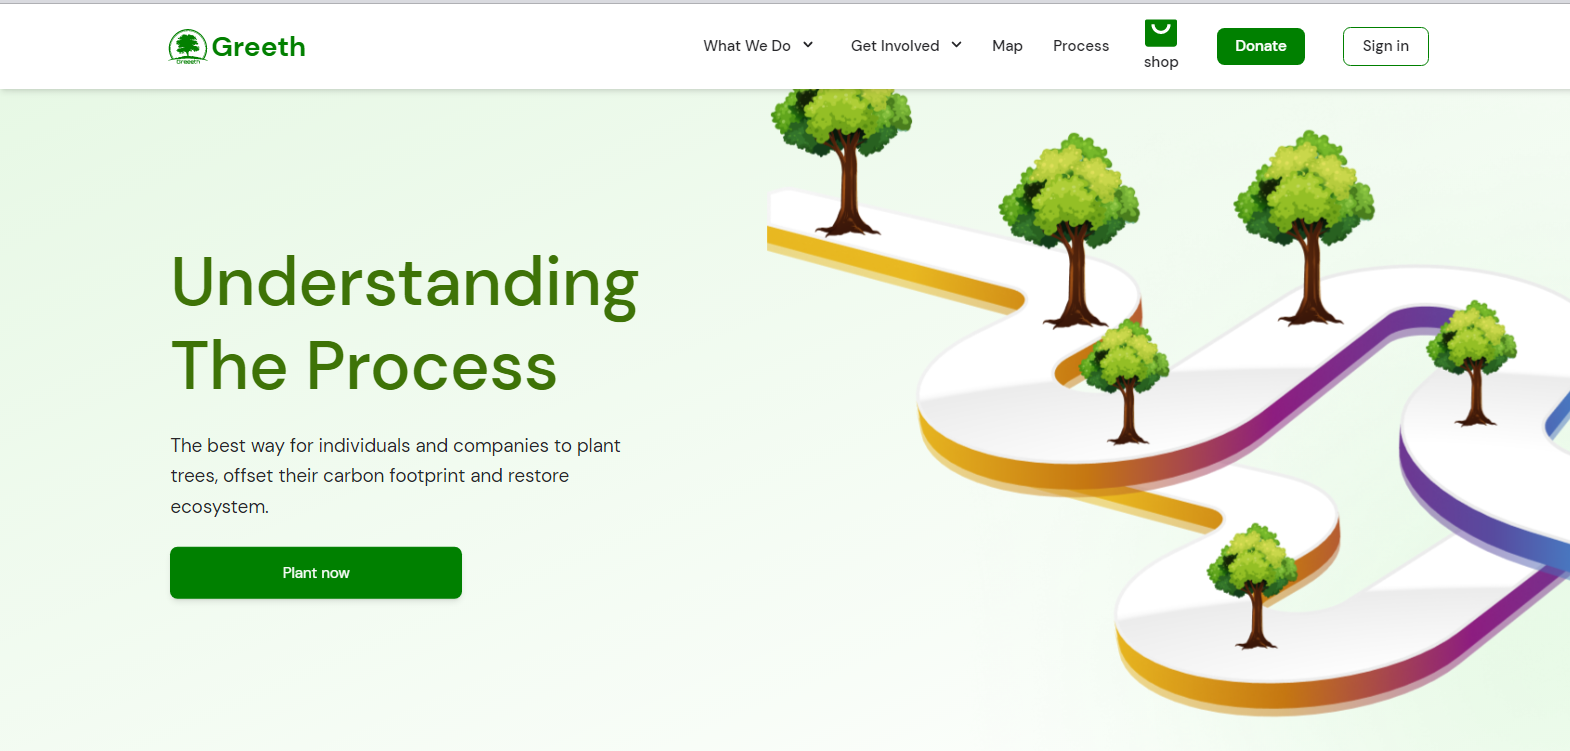 Greeth
What We Do
Get Involved
Map
Process
shop
Donate
Sign in
Understanding
The Process
The best way for individuals and companies to plant
trees, offset their carbon footprint and restore
ecosystem.
Plant now